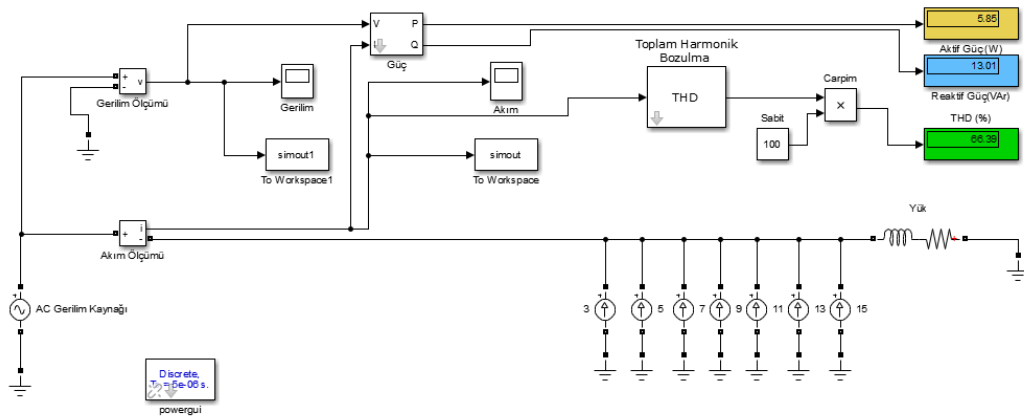 V
I
P
Q
Güç
5.85
Aktif Güç (W)
13.01
Reaktif Güç(VAr)
THD (%)
66.39
+
-
v
Gerilim Ölçümü
Gerilim
simout1
To Workspace1
Akım
simout
To Workspace
Toplam Harmonik
Bozulma
THD
Sabit
100
Carpim
×
+
i
-
Akım Ölçümü
Yük
+
AC Gerilim Kaynağı
3
5
7
9
11
13
15
Discrete,
= 5e-06 s.
powergui